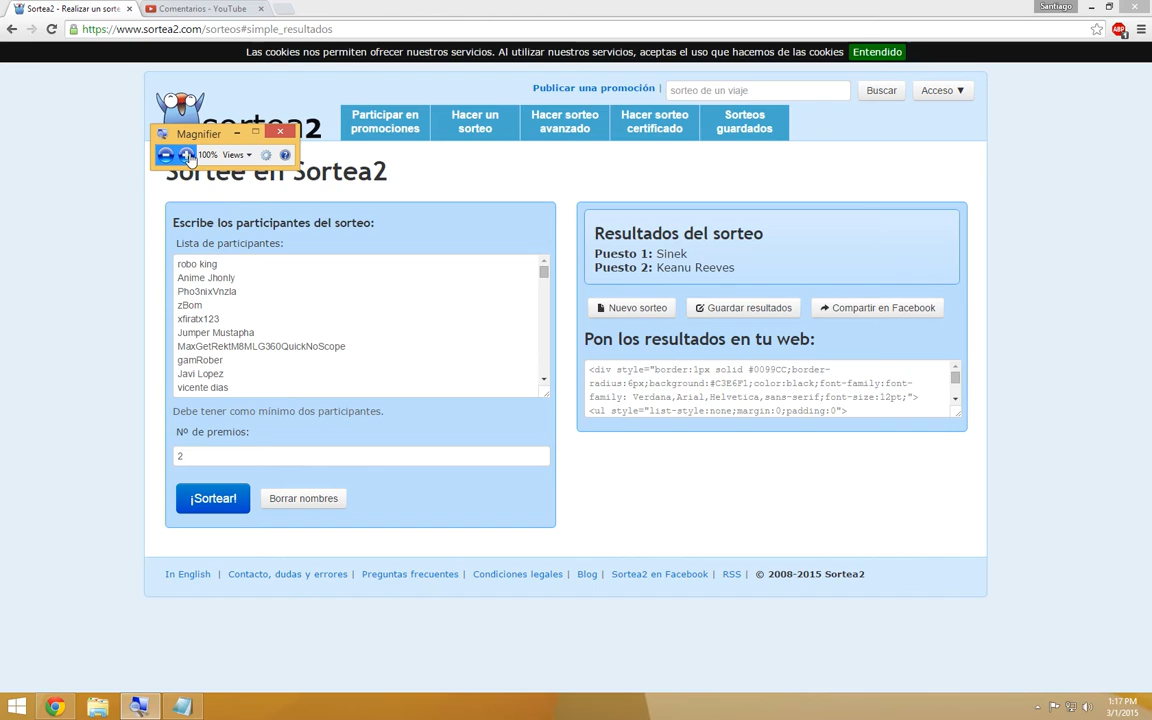 Sortea2 - Realizar un sorte
Comentarios - YouTube
Santiago
https://www.sortea2.com/sorteos#simple_resultados
ABP
Las cookies nos permiten ofrecer nuestros servicios. Al utilizar nuestros servicios, aceptas el uso que hacemos de las cookies
Entendido
Publicar una promoción |
sorteo de un viaje
Buscar
Acceso ▼
Participar en promociones
Hacer un sorteo
Hacer sorteo avanzado
Hacer sorteo certificado
Sorteos guardados
Magnifier
100%
Views
Sortea2
Escribe los participantes del sorteo:
Lista de participantes:
robo king
Anime Jhonly
Pho3nixVnzla
zBom
xfiratx123
Jumper Mustapha
MaxGetRektM8MLG360QuickNoScope
gamRober
Javi Lopez
vicente dias
Debe tener como mínimo dos participantes.
Nº de premios:
2
¡Sortear!
Borrar nombres
Resultados del sorteo
Puesto 1: Sinek
Puesto 2: Keanu Reeves
Nuevo sorteo
Guardar resultados
Compartir en Facebook
Pon los resultados en tu web:
<div style="border:1px solid #0099CC;border-
radius:6px;background:#C3E6F1;color:black;font-family:font-
family: Verdana,Arial,Helvetica,sans-serif;font-size:12pt;">
<ul style="list-style:none;margin:0;padding:0">
In English | Contacto, dudas y errores | Preguntas frecuentes | Condiciones legales | Blog | Sortea2 en Facebook | RSS | © 2008-2015 Sortea2
1:17 PM
3/1/2015